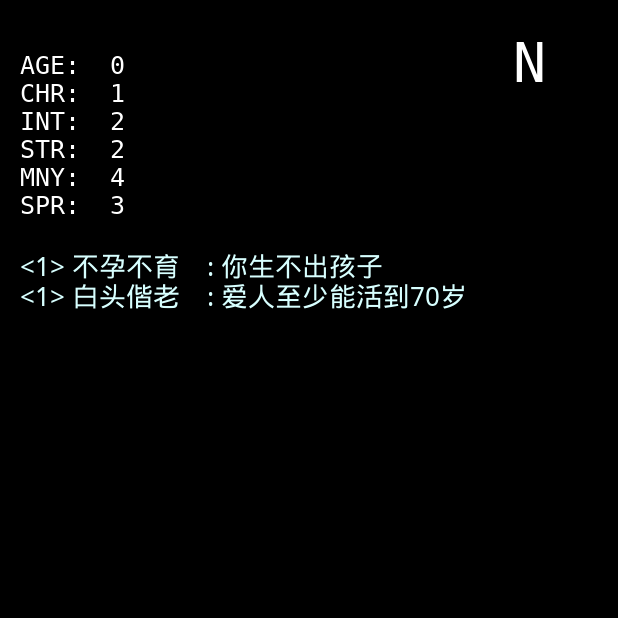 N
AGE: 0
CHR: 1
INT: 2
STR: 2
MNY: 4
SPR: 3
<1> 不孕不育 : 你生不出孩子
<1> 白头偕老 : 爱人至少能活到70岁